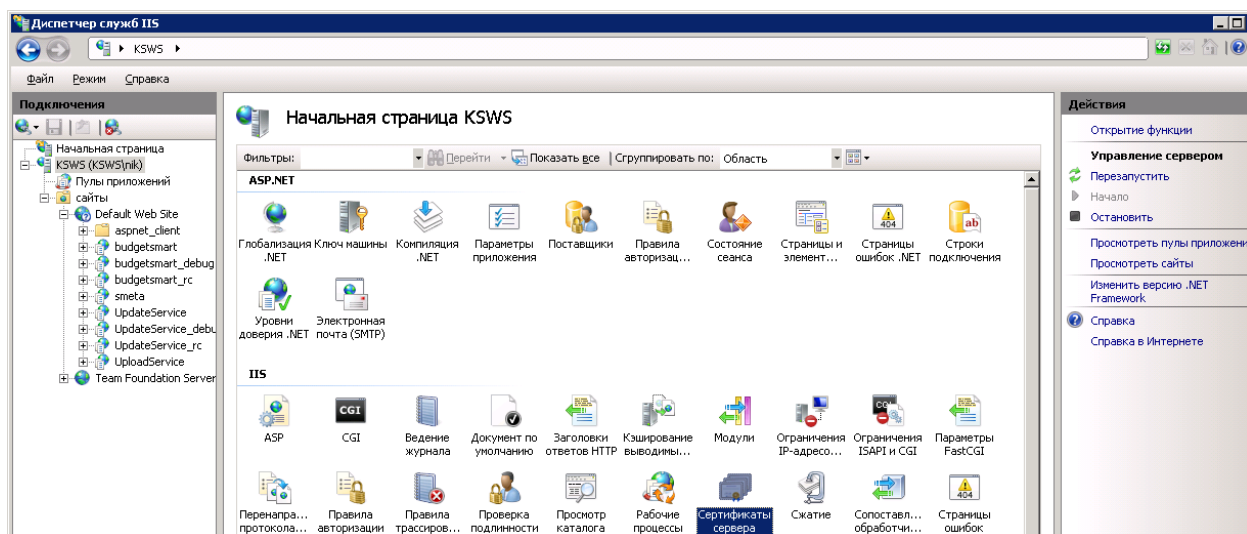 Диспетчер служб IIS
KSWS
Файл Режим Справка
Подключения
Начальная страница
KSWS (KSWS\nik)
Пулы приложений
сайты
Default Web Site
aspnet_client
budgetsmart
budgetsmart_debug
budgetsmart_rc
smeta
UpdateService
UpdateService_debu
UpdateService_rc
UploadService
Team Foundation Server
Начальная страница KSWS
Фильтры: Перейти Показать все Сгруппировать по: Область
ASP.NET
Глобализация Ключ машины Компиляция Параметры Поставщики Правила Состояние Страницы и Страницы Строки
.NET .NET приложения авторизац... сеанса элемент... ошибок .NET подключения
Уровни Электронная
доверия .NET почта (SMTP)
IIS
ASP CGI Ведение Документ по Заголовки Кэширование Модули Ограничения Ограничения Параметры
журнала умолчанию ответов HTTP выводимы... IP-адресо... ISAPI и CGI FastCGI
Перенапра... Правила Правила Проверка Просмотр Рабочие Сертификаты Сжатие Сопоставл... Страницы
протокола... авторизации трассиров... подлинности каталога процессы сервера обработчи... ошибок
Действия
Открытие функции
Управление сервером
Перезапустить
Начало
Остановить
Просмотреть пулы приложени
Просмотреть сайты
Изменить версию .NET
Framework
Справка
Справка в Интернете